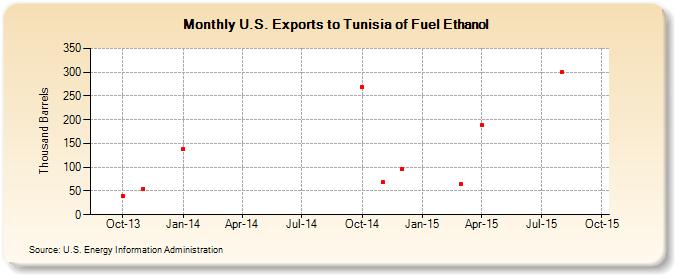 Monthly U.S. Exports to Tunisia of Fuel Ethanol
Thousand Barrels
350
300
250
200
150
100
50
0
Oct-13 Jan-14 Apr-14 Jul-14 Oct-14 Jan-15 Apr-15 Jul-15 Oct-15
Source: U.S. Energy Information Administration